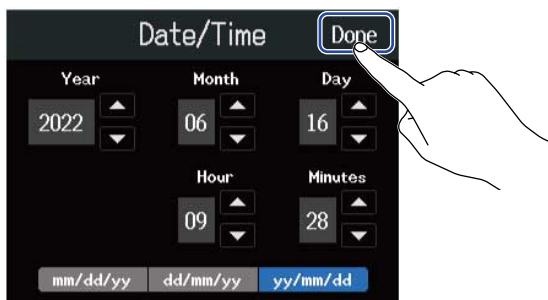 Date/Time Done
Year Month Day
2022 06 16
Hour Minutes
09 28
mm/dd/yy dd/mm/yy yy/mm/dd